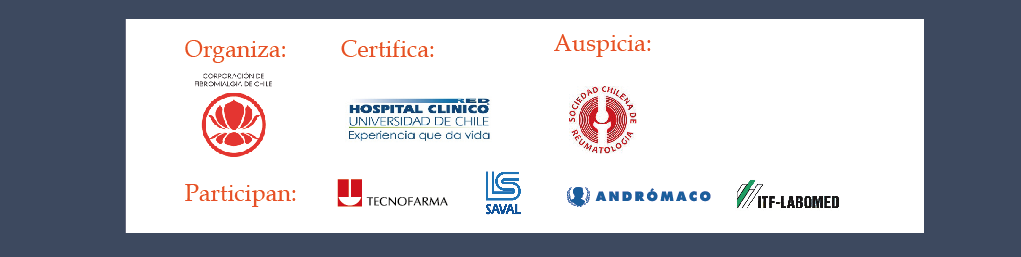 Organiza:
Certifica:
Auspicia:
CORPORACIÓN DE
FIBROMIALGIA DE CHILE
RED
HOSPITAL CLINICO
UNIVERSIDAD DE CHILE
Experiencia que da vida
SOCIEDAD CHILENA DE
REUMATOLOGIA
Participan:
TECNOFARMA
SAVAL
ANDRÓMACO
ITF-LABOMED